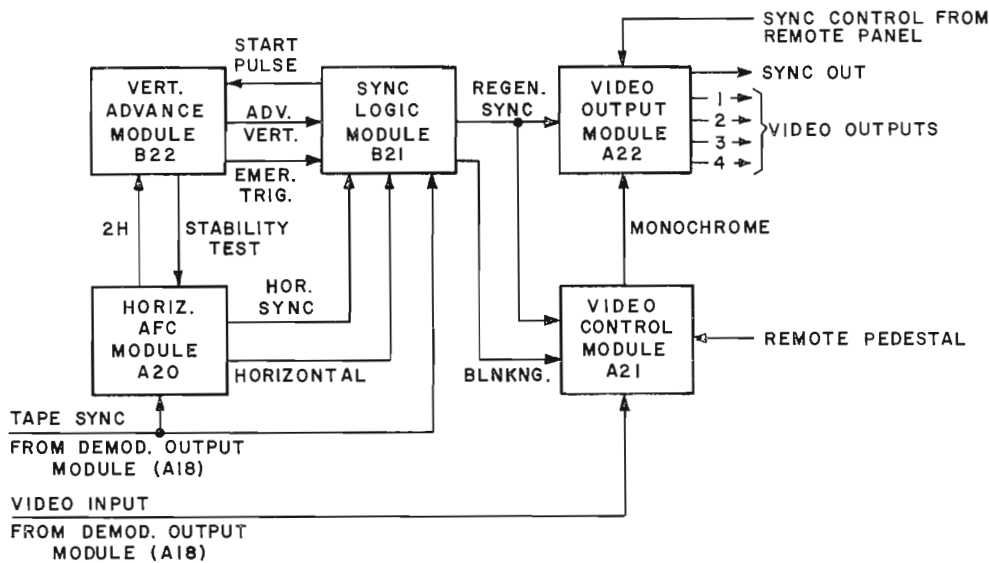 SYNC CONTROL FROM
REMOTE PANEL
START
PULSE
VERT.
ADVANCE
MODULE
B22
ADV.
VERT.
EMER.
TRIG.
SYNC
LOGIC
MODULE
B21
REGEN.
SYNC
VIDEO
OUTPUT
MODULE
A22
SYNC OUT
1
2
3
4
VIDEO OUTPUTS
2H
STABILITY
TEST
MONOCHROME
HORIZ.
AFC
MODULE
A20
HOR.
SYNC
HORIZONTAL
BLNKNG.
VIDEO
CONTROL
MODULE
A21
REMOTE PEDESTAL
TAPE SYNC
FROM DEMOD. OUTPUT
MODULE (A18)
VIDEO INPUT
FROM DEMOD. OUTPUT
MODULE (A18)